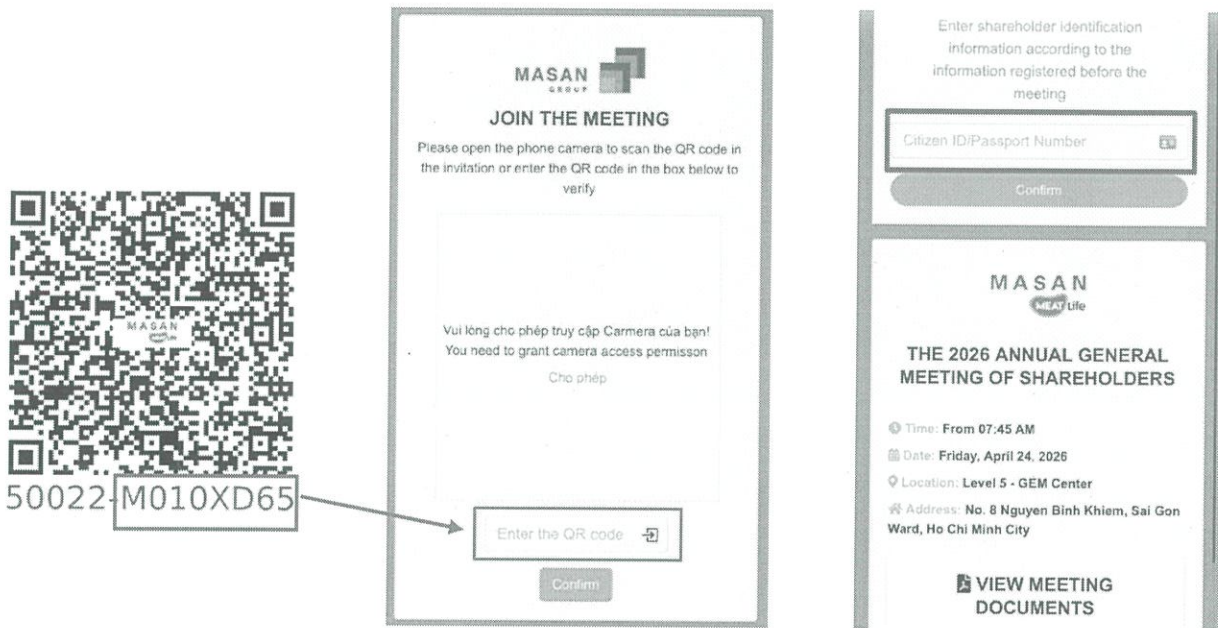 MASAN
50022-M010XD65
MASAN
GROUP
JOIN THE MEETING
Please open the phone camera to scan the QR code in
the invitation or enter the QR code in the box below to
verify
Vui lòng cho phép truy cập Carmera của bạn!
You need to grant camera access permisson
Cho phép
Enter the QR code
Confirm
Enter shareholder identification
information according to the
information registered before the
meeting
Citizen ID/Passport Number
Confirm
MASAN
MEAT Life
THE 2026 ANNUAL GENERAL
MEETING OF SHAREHOLDERS
Time: From 07:45 AM
Date: Friday, April 24, 2026
Location: Level 5 - GEM Center
Address: No. 8 Nguyen Binh Khiem, Sai Gon
Ward, Ho Chi Minh City
VIEW MEETING
DOCUMENTS